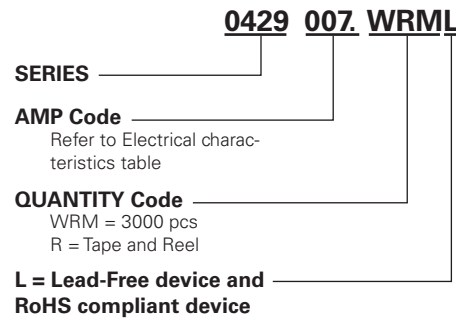 0429 007. WRML
SERIES
AMP Code
Refer to Electrical charac-
teristics table
QUANTITY Code
WRM = 3000 pcs
R = Tape and Reel
L = Lead-Free device and
RoHS compliant device